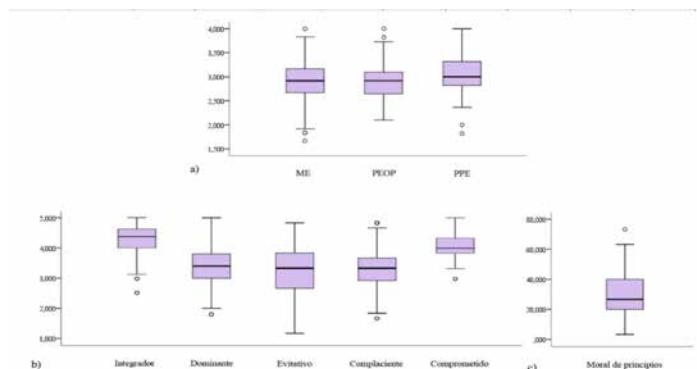 4,000
3,500
3,000
2,500
2,000
1,500
a)
ME PEOP PPE
5,000
4,000
3,000
2,000
1,000
b)
Integrador Dominante Evitativo Complaciente Comprometido
80,000
60,000
40,000
20,000
,000
c)
Moral de principios